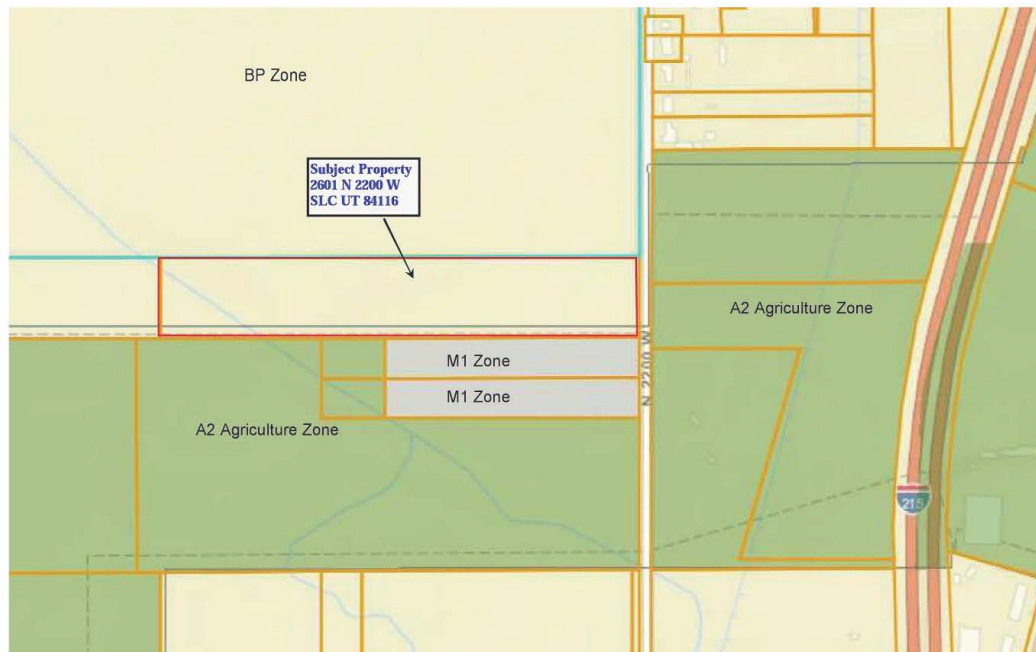 BP Zone
Subject Property
2601 N 2200 W
SLC UT 84116
A2 Agriculture Zone
M1 Zone
N 2200 W
M1 Zone
A2 Agriculture Zone
215